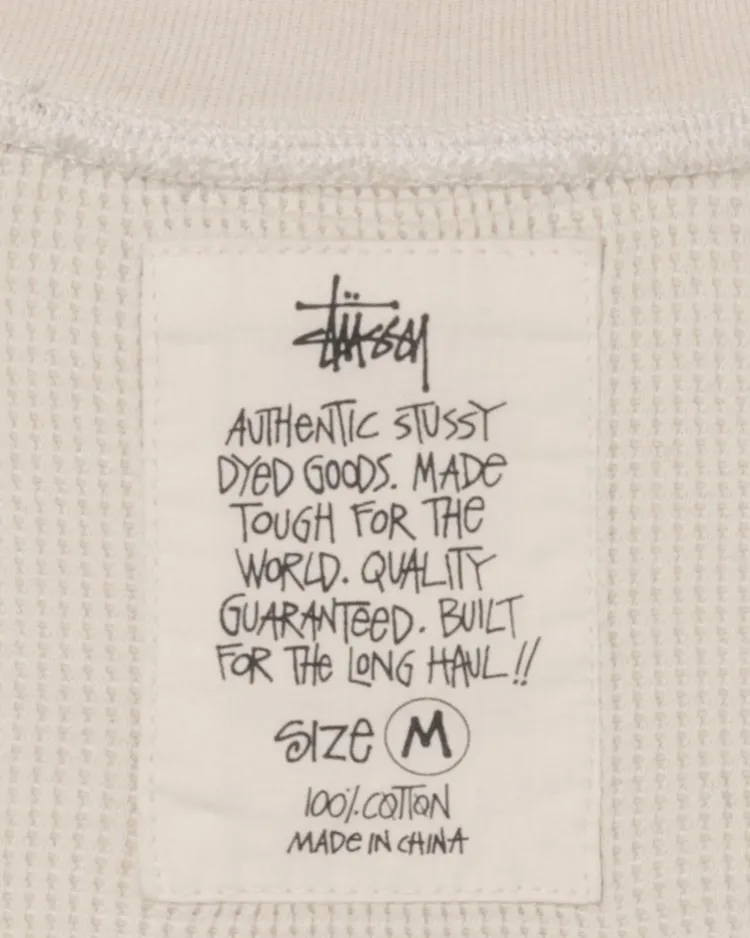 Stüssy
AUTHENTIC STUSSY
DYED GOODS. MADE
TOUGH FOR THE
WORLD. QUALITY
GUARANTEED. BUILT
FOR THE LONG HAUL!!
SIZE M
100% COTTON
MADE IN CHINA